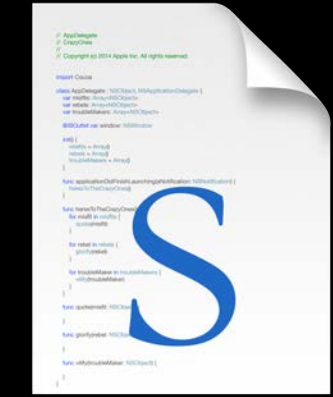 // AppDelegate
// CrazyOnes
//
// Copyright (c) 2014 Apple Inc. All rights reserved.
import Cocoa
class AppDelegate : NSObject, NSApplicationDelegate {
var misfits: Array<NSObject>
var rebels: Array<NSObject>
var troubleMakers: Array<NSObject>
@IBOutlet var window: NSWindow
init() {
misfits = Array()
rebels = Array()
troubleMakers = Array()
}
func applicationDidFinishLaunching(aNotification: NSNotification) {
heresToTheCrazyOnes()
}
func heresToTheCrazyOnes() {
for misfit in misfits {
quote(misfit)
}
for rebel in rebels {
glorify(rebel)
}
for troubleMaker in troubleMakers {
vilify(troubleMaker)
}
}
func quote(misfit: NSObject
}
func glorify(rebel: NSObjec
}
func vilify(troubleMaker: NSObject) {
}
}
S